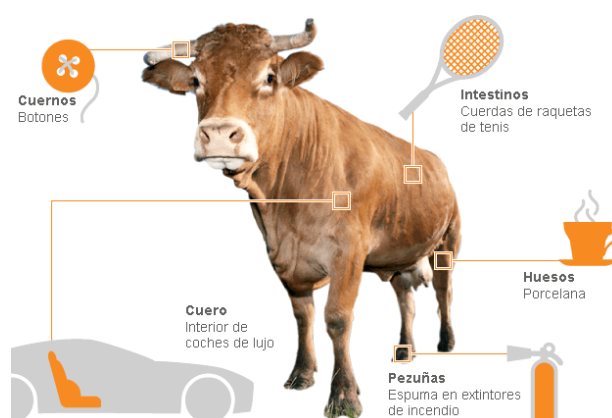 Cuernos
Botones
Intestinos
Cuerdas de raquetas
de tenis
Huesos
Porcelana
Cuero
Interior de
coches de lujo
Pezuñas
Espuma en extintores
de incendio